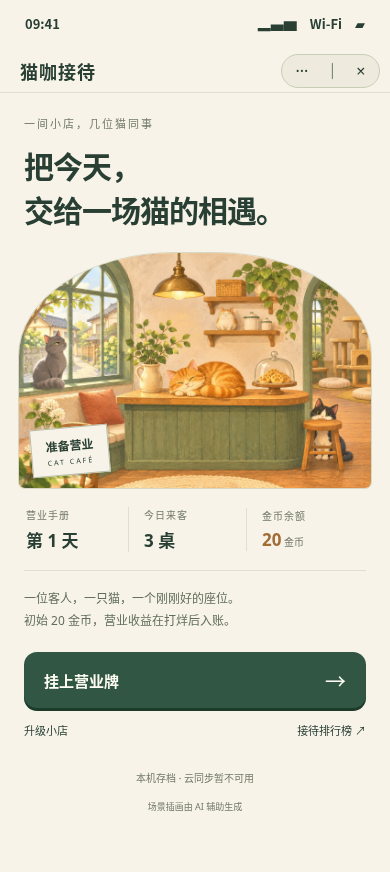 09:41
Wi-Fi
猫咖接待
··· | ×
一间小店，几位猫同事
把今天，
交给一场猫的相遇。
准备营业
CAT CAFÉ
营业手册
今日来客
金币余额
第 1 天
3 桌
20 金币
一位客人，一只猫，一个刚刚好的座位。
初始 20 金币，营业收益在打烊后入账。
挂上营业牌 →
升级小店
接待排行榜 ↗
本机存档 · 云同步暂不可用
场景插画由 AI 辅助生成